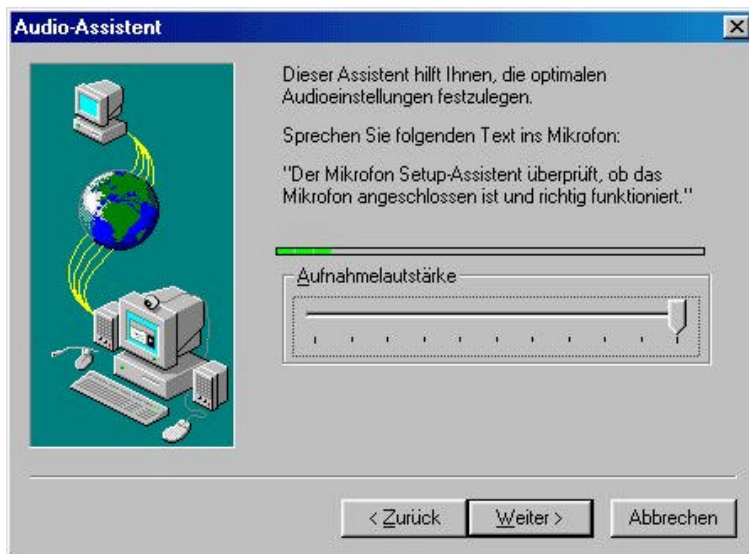 Audio-Assistent
Dieser Assistent hilft Ihnen, die optimalen
Audioeinstellungen festzulegen.
Sprechen Sie folgenden Text ins Mikrofon:
"Der Mikrofon Setup-Assistent überprüft, ob das
Mikrofon angeschlossen ist und richtig funktioniert."
Aufnahmelautstärke
< Zurück
Weiter >
Abbrechen